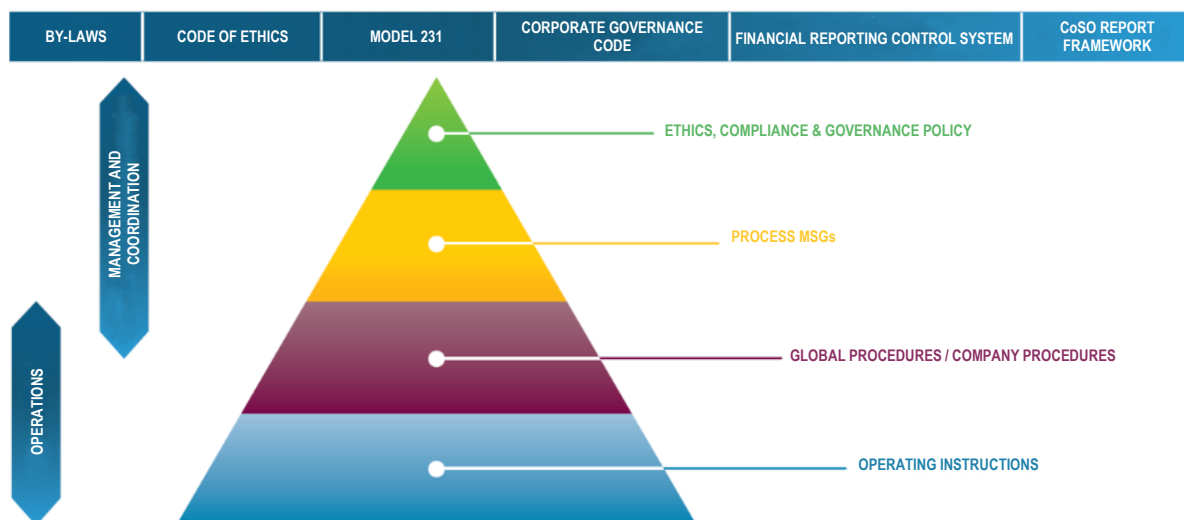 BY-LAWS
CODE OF ETHICS
MODEL 231
CORPORATE GOVERNANCE
CODE
FINANCIAL REPORTING CONTROL SYSTEM
CoSO REPORT
FRAMEWORK
MANAGEMENT AND
COORDINATION
OPERATIONS
ETHICS, COMPLIANCE & GOVERNANCE POLICY
PROCESS MSGs
GLOBAL PROCEDURES / COMPANY PROCEDURES
OPERATING INSTRUCTIONS